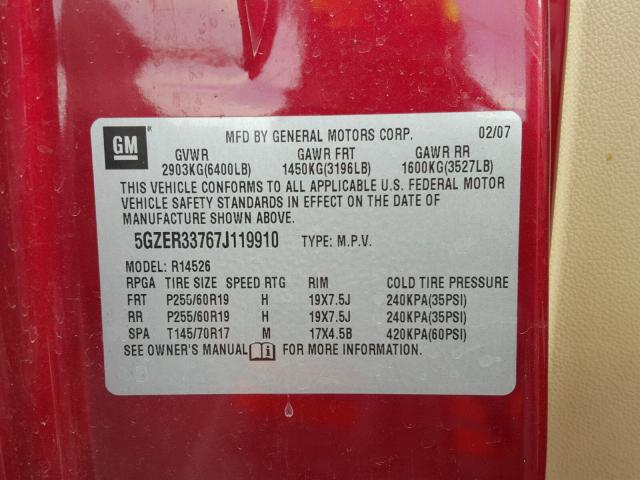 GM ® MFD BY GENERAL MOTORS CORP. 02/07
GVWR GAWR FRT GAWR RR
2903KG(6400LB) 1450KG(3196LB) 1600KG(3527LB)
THIS VEHICLE CONFORMS TO ALL APPLICABLE U.S. FEDERAL MOTOR
VEHICLE SAFETY STANDARDS IN EFFECT ON THE DATE OF
MANUFACTURE SHOWN ABOVE.
5GZER33767J119910 TYPE: M.P.V.
MODEL: R14526
RPGA TIRE SIZE SPEED RTG RIM COLD TIRE PRESSURE
FRT P255/60R19 H 19X7.5J 240KPA(35PSI)
RR P255/60R19 H 19X7.5J 240KPA(35PSI)
SPA T145/70R17 M 17X4.5B 420KPA(60PSI)
SEE OWNER'S MANUAL i FOR MORE INFORMATION.